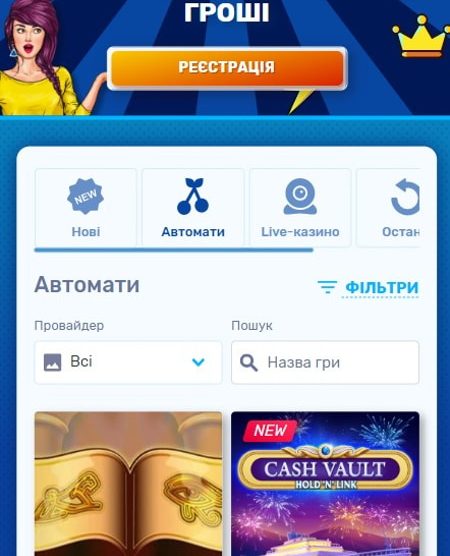 ГРОШІ
РЕЄСТРАЦІЯ
NEW
Нові
Автомати
Live-казино
Остан
Автомати
ФІЛЬТРИ
Провайдер
Пошук
Всі
Назва гри
NEW
CASH VAULT
HOLD 'N' LINK